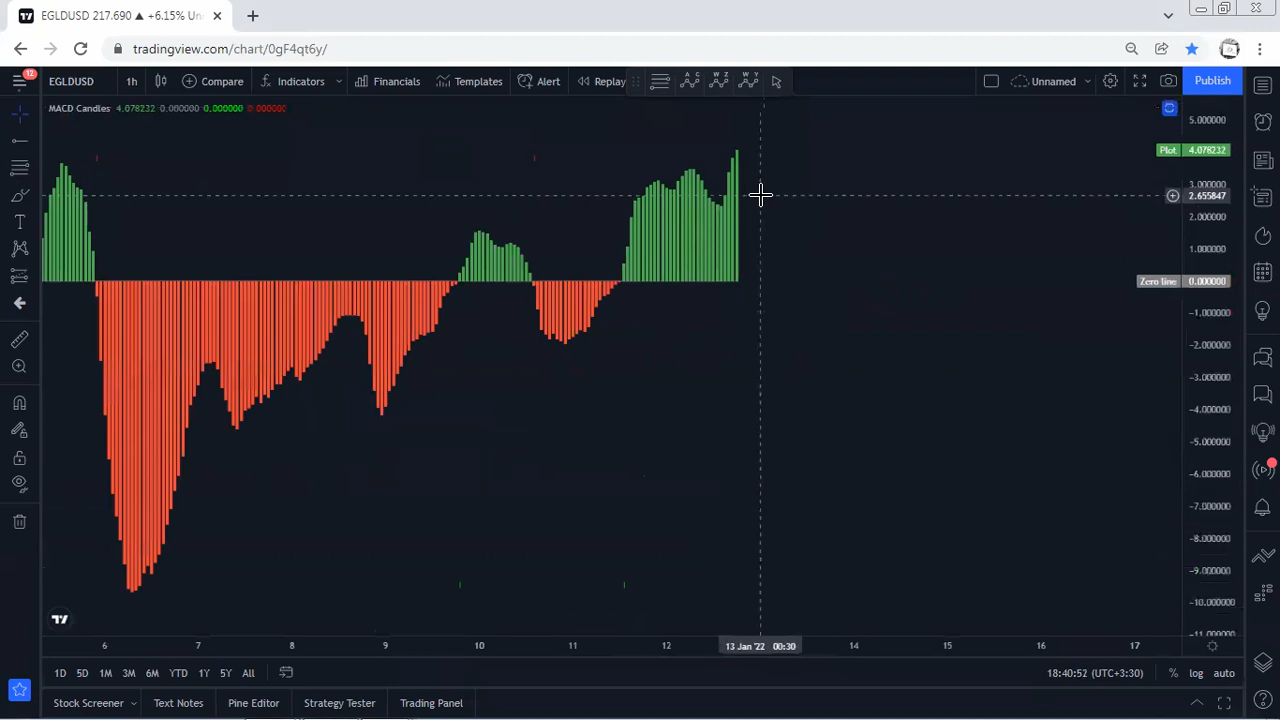 EGLDUSD 217.690 ▲ +6.15% Un
tradingview.com/chart/0gF4qt6y/
12
EGLDUSD 1h Compare Indicators Financials Templates Alert Replay Unnamed Publish
MACD Candles 4.078232 0.000000 0.000000 0.000000
5.000000
Plot 4.078232
3.000000
2.655847
2.000000
1.000000
Zero line 0.000000
−1.000000
−2.000000
−3.000000
−4.000000
−5.000000
−6.000000
−7.000000
−8.000000
−9.000000
−10.000000
−11.000000
6 7 8 9 10 11 12 13 Jan '22 00:30 14 15 16 17
1D 5D 1M 3M 6M YTD 1Y 5Y All 18:40:52 (UTC+3:30) % log auto
Stock Screener Text Notes Pine Editor Strategy Tester Trading Panel